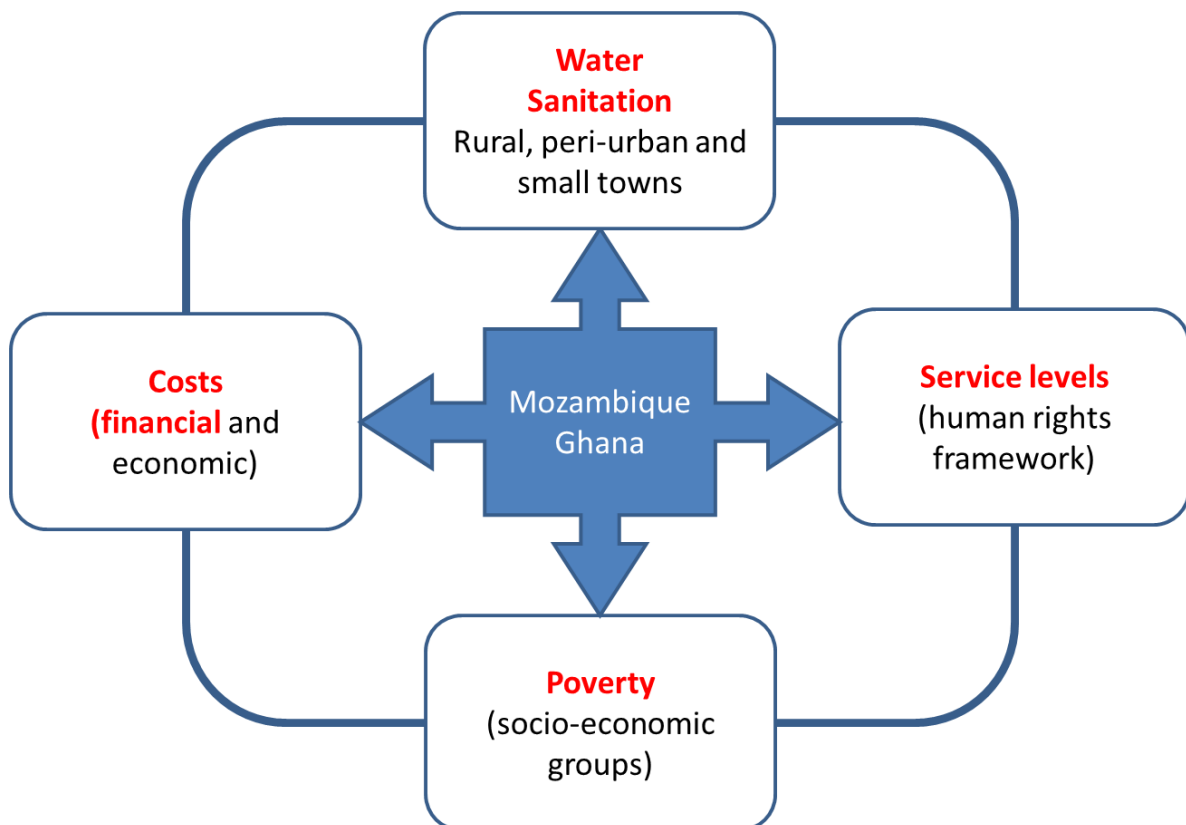 Water
Sanitation
Rural, peri-urban and
small towns
Costs
(financial and
economic)
Mozambique
Ghana
Service levels
(human rights
framework)
Poverty
(socio-economic
groups)